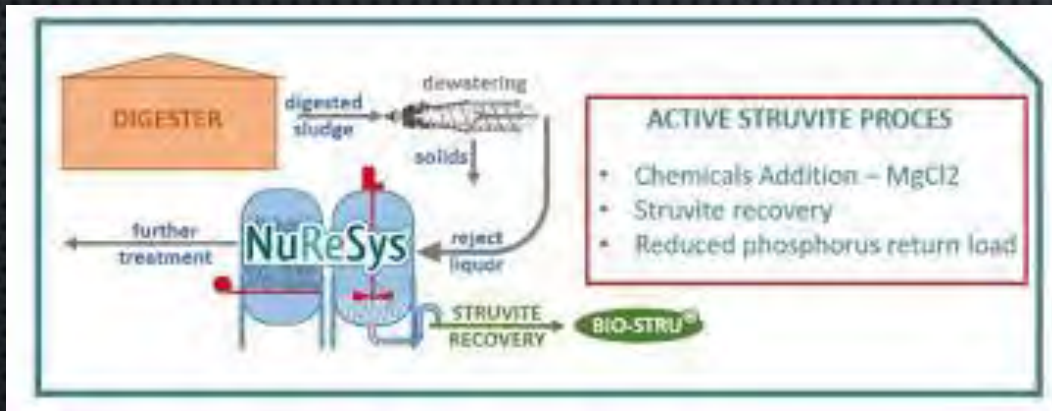 DIGESTER
digested
sludge
dewatering
solids
ACTIVE STRUVITE PROCES
• Chemicals Addition – MgCl2
• Struvite recovery
• Reduced phosphorus return load
further
treatment
NuReSys
reject
liquor
STRUVITE
RECOVERY
BIO-STRU®